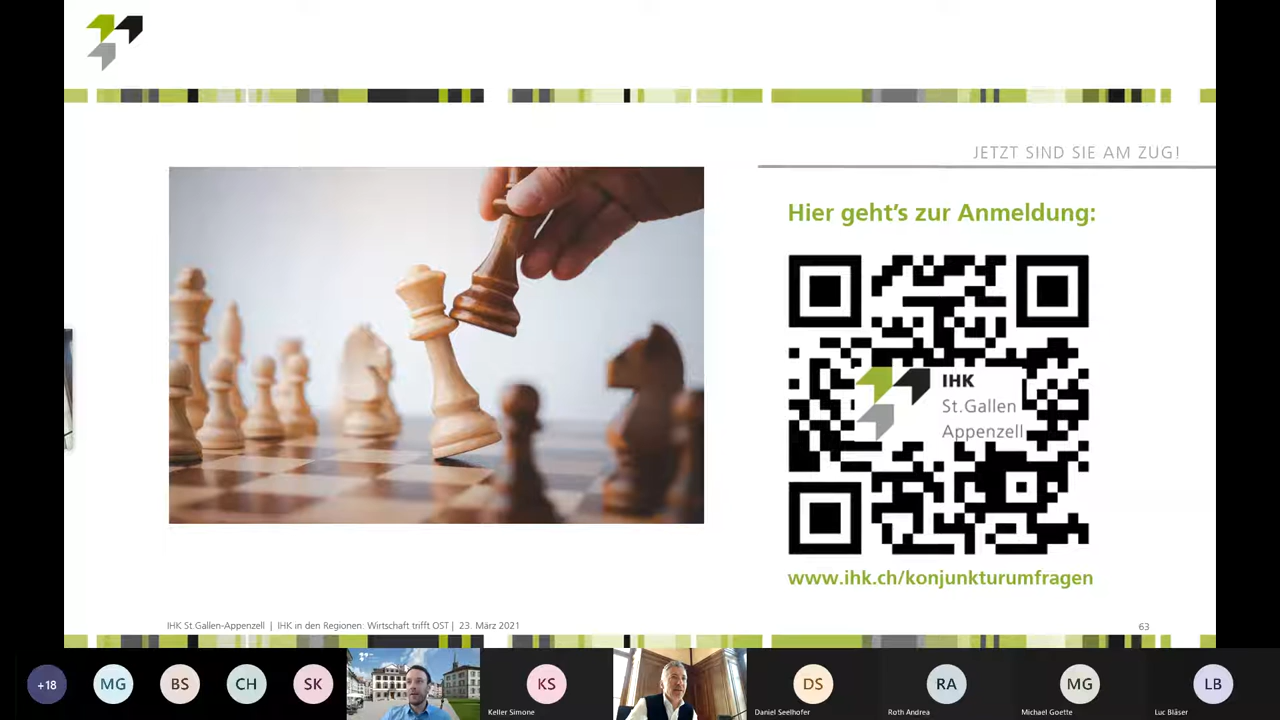 JETZT SIND SIE AM ZUG!
Hier geht's zur Anmeldung:
IHK
St.Gallen
Appenzell
www.ihk.ch/konjunkturumfragen
IHK St.Gallen-Appenzell | IHK in den Regionen: Wirtschaft trifft OST | 23. März 2021
63
+18
MG
BS
CH
SK
KS
DS
RA
MG
LB
Keller Simone
Daniel Seelhofer
Roth Andrea
Michael Goette
Luc Bläser